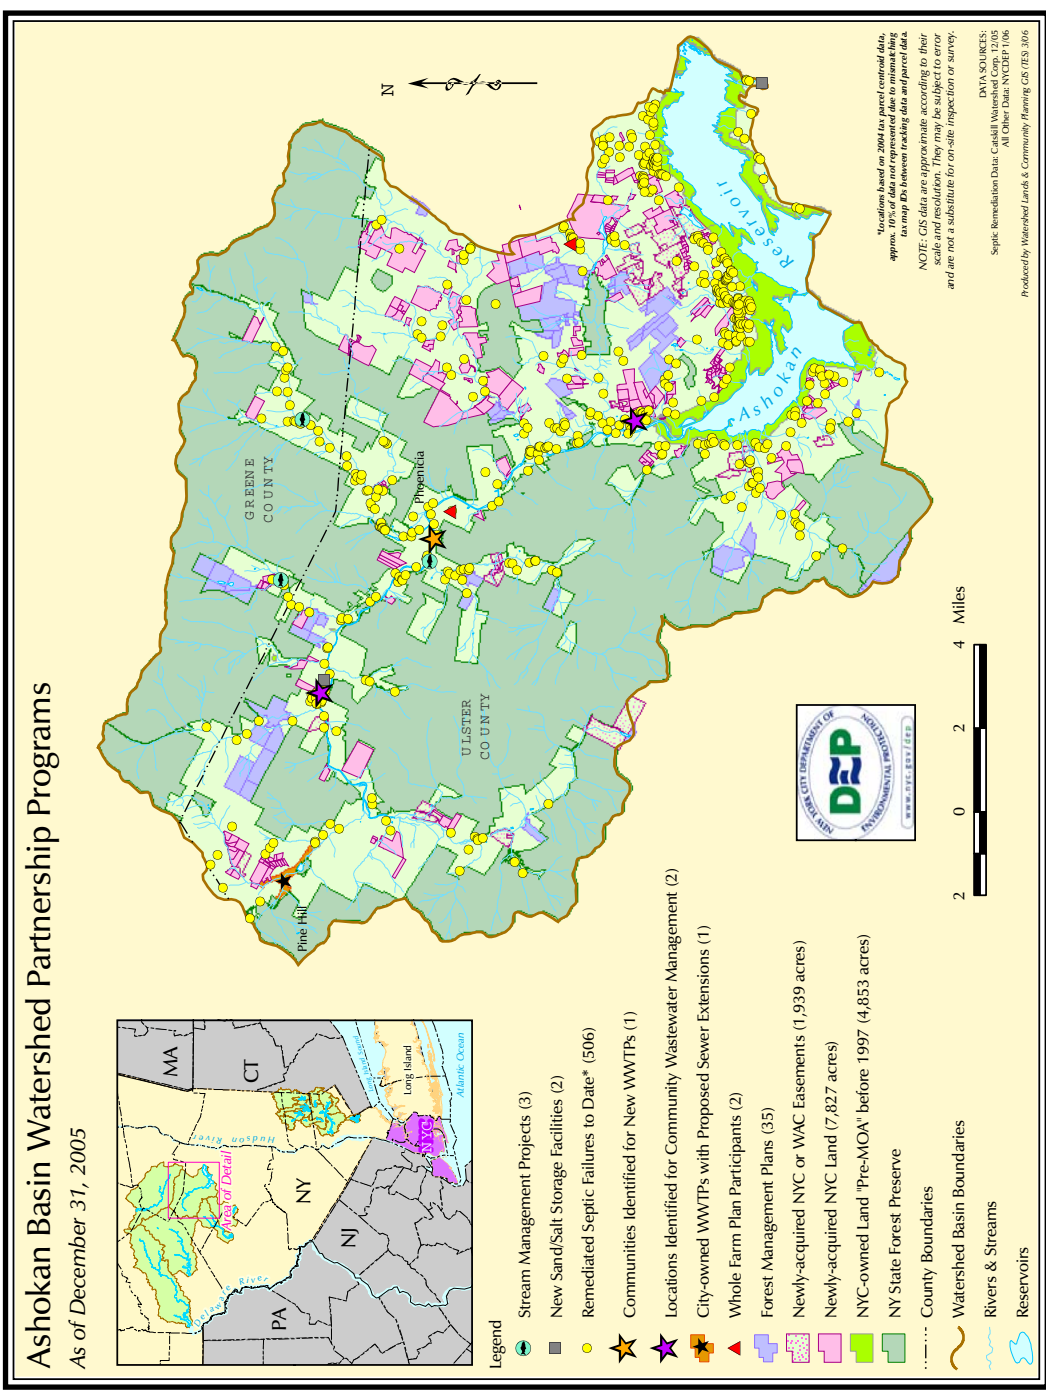 Ashokan Basin Watershed Partnership Programs
As of December 31, 2005
MA
CT
NY
NJ
PA
Hudson River
Delaware River
Area of Detail
Long Island Sound
Long Island
NYC
Atlantic Ocean
Legend
Stream Management Projects (3)
New Sand/Salt Storage Facilities (2)
Remediated Septic Failures to Date* (506)
Communities Identified for New WWTPs (1)
Locations Identified for Community Wastewater Management (2)
City-owned WWTPs with Proposed Sewer Extensions (1)
Whole Farm Plan Participants (2)
Forest Management Plans (35)
Newly-acquired NYC or WAC Easements (1,939 acres)
Newly-acquired NYC Land (7,827 acres)
NYC-owned Land "Pre-MOA" before 1997 (4,853 acres)
NY State Forest Preserve
County Boundaries
Watershed Basin Boundaries
Rivers & Streams
Reservoirs
N
GREENE
COUNTY
ULSTER
COUNTY
Phoenicia
Pine Hill
Ashokan
Reservoir
NEW YORK CITY DEPARTMENT OF
DEP
ENVIRONMENTAL PROTECTION
www.nyc.gov/dep
2 0 2 4 Miles
*Locations based on 2004 tax parcel centroid data,
approx. 10% of data not represented due to mismatching
tax map IDs between tracking data and parcel data.
NOTE: GIS data are approximate according to their
scale and resolution. They may be subject to error
and are not a substitute for on-site inspection or survey.
DATA SOURCES:
Septic Remediation Data: Catskill Watershed Corp. 12/05
All Other Data: NYCDEP 1/06
Produced by Watershed Lands & Community Planning GIS (TES) 3/06